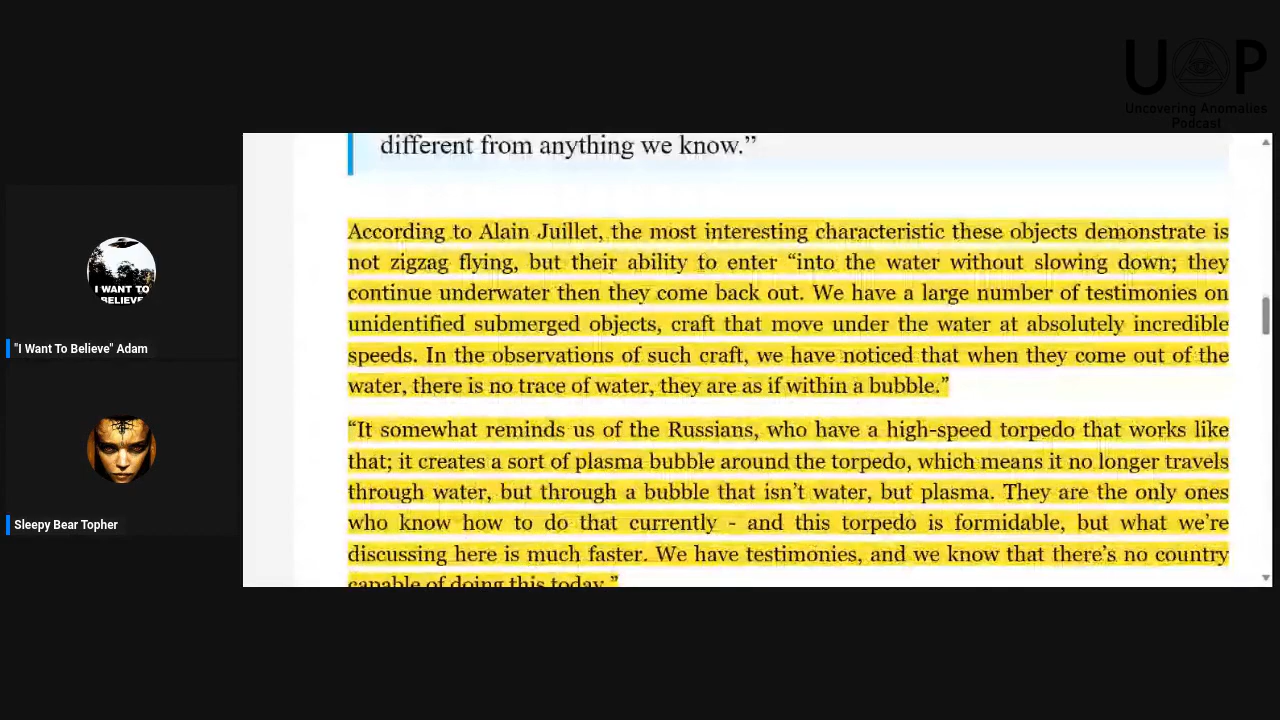 UAP
Uncovering Anomalies
Podcast
different from anything we know.”
According to Alain Juillet, the most interesting characteristic these objects demonstrate is
not zigzag flying, but their ability to enter “into the water without slowing down; they
continue underwater then they come back out. We have a large number of testimonies on
unidentified submerged objects, craft that move under the water at absolutely incredible
speeds. In the observations of such craft, we have noticed that when they come out of the
water, there is no trace of water, they are as if within a bubble.”
“It somewhat reminds us of the Russians, who have a high-speed torpedo that works like
that; it creates a sort of plasma bubble around the torpedo, which means it no longer travels
through water, but through a bubble that isn’t water, but plasma. They are the only ones
who know how to do that currently - and this torpedo is formidable, but what we’re
discussing here is much faster. We have testimonies, and we know that there’s no country
capable of doing this today.”
I WANT TO
BELIEVE
"I Want To Believe" Adam
Sleepy Bear Topher